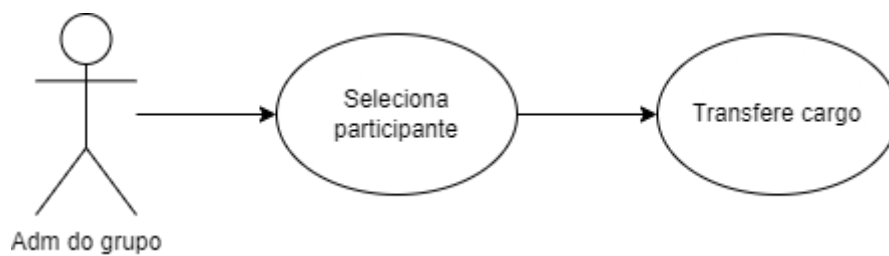 Seleciona
participante
Transfere cargo
Adm do grupo